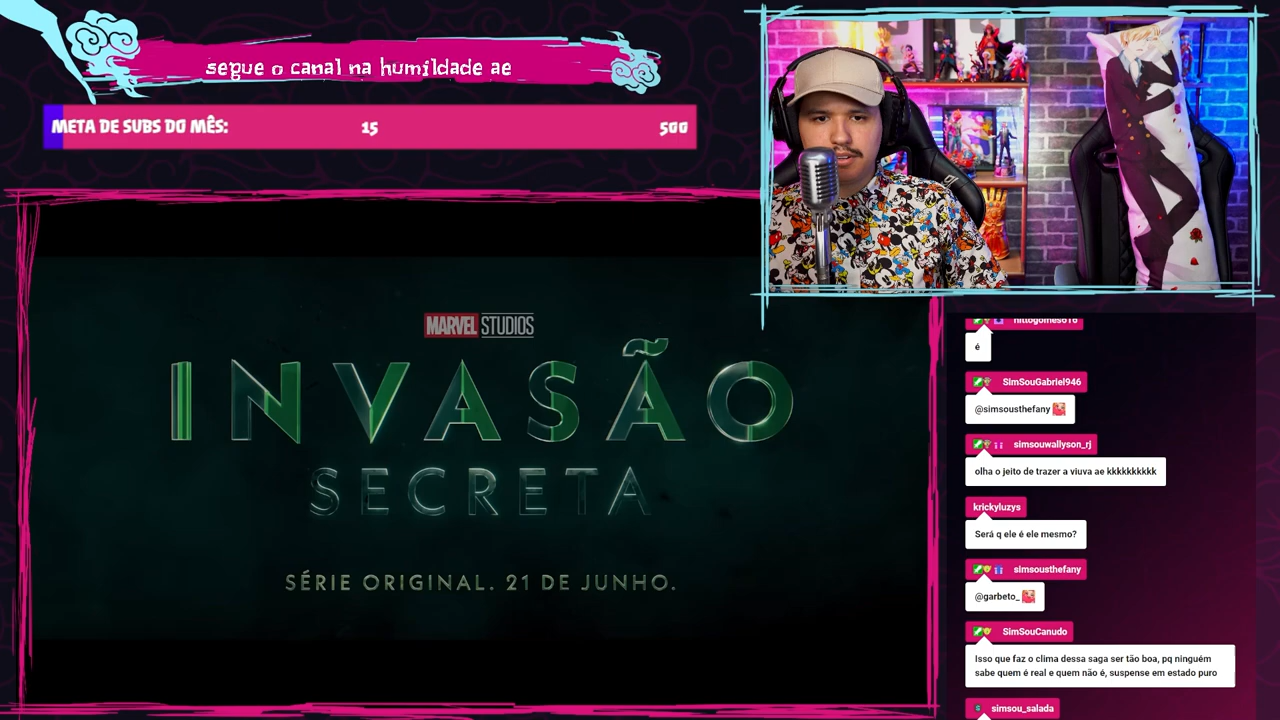 segue o canal na humildade ae
META DE SUBS DO MÊS:
15
500
MARVEL STUDIOS
INVASÃO
SECRETA
SÉRIE ORIGINAL. 21 DE JUNHO.
é
SimSouGabriel946
@simsousthefany
simsouwallyson_rj
olha o jeito de trazer a viuva ae kkkkkkkkkk
krickyluzys
Será q ele é ele mesmo?
simsousthefany
@garbeto_
SimSouCanudo
Isso que faz o clima dessa saga ser tão boa, pq ninguém
sabe quem é real e quem não é, suspense em estado puro
simsou_salada